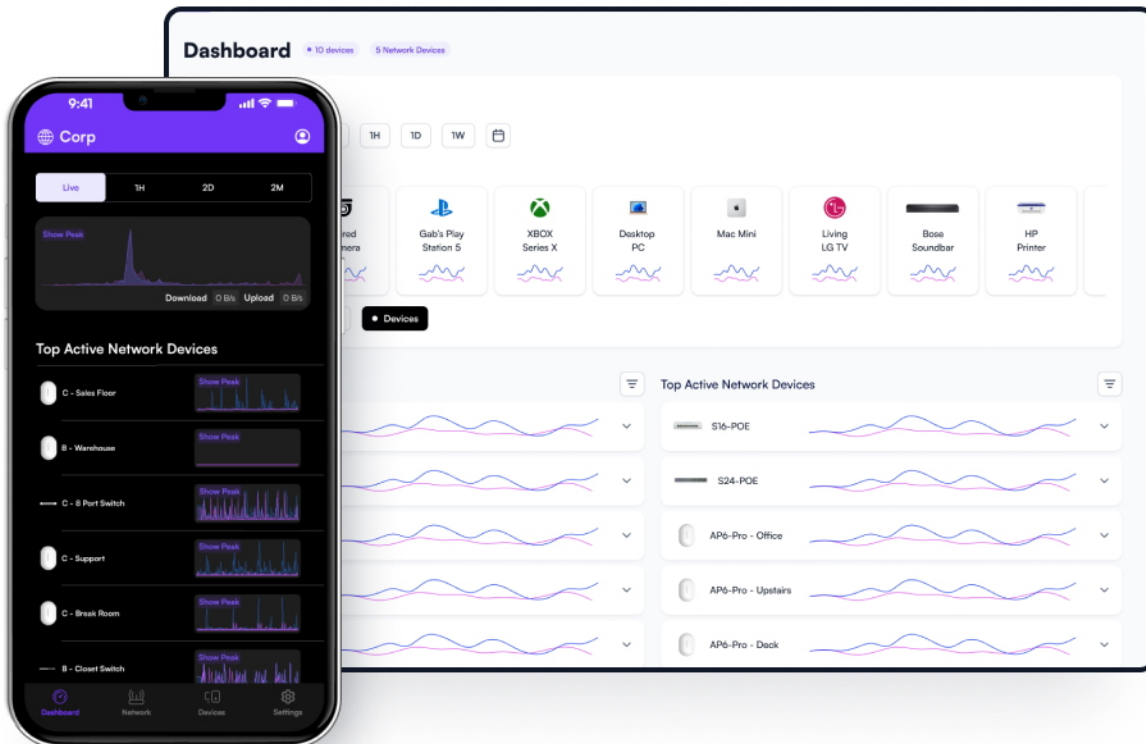 Dashboard
10 devices
5 Network Devices
1H
1D
1W
Gab's Play
Station 5
XBOX
Series X
Desktop
PC
Mac Mini
Living
LG TV
Bose
Soundbar
HP
Printer
Devices
Top Active Network Devices
S16-POE
S24-POE
AP6-Pro - Office
AP6-Pro - Upstairs
AP6-Pro - Deck
9:41
Corp
Live
1H
2D
2M
Show Peak
Download 0 B/s Upload 0 B/s
Top Active Network Devices
C - Sales Floor
Show Peak
B - Warehouse
Show Peak
C - 8 Port Switch
Show Peak
C - Support
Show Peak
C - Break Room
Show Peak
B - Closet Switch
Show Peak
Dashboard
Network
Devices
Settings